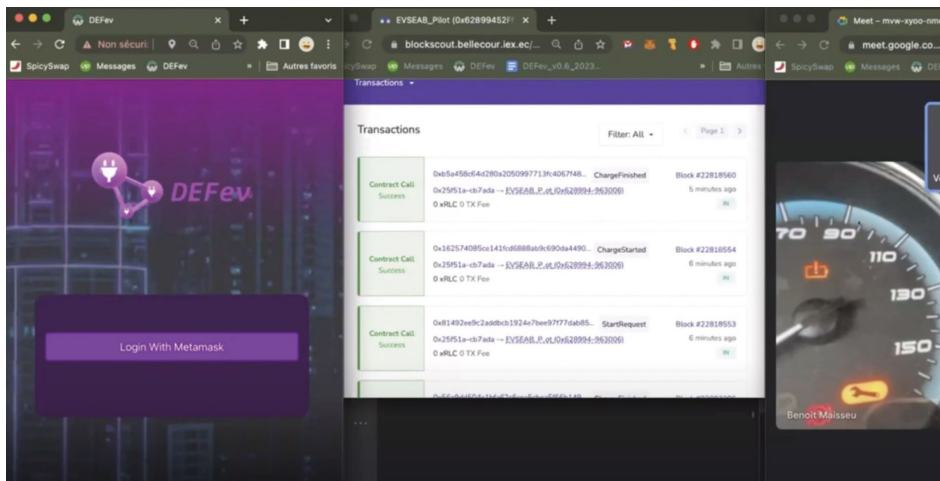 DEFev
Non sécuri
SpicySwap
Messages
DEFev
Autres favoris
DEFev
Login With Metamask
EVSEAB_Pilot (0x62899452
blockscout.bellecour.iex.ec/...
Messages
DEFev
DEFev_v0.6_2023...
Autres
Transactions
Transactions
Filter: All
Page 1
Contract Call
Success
ChargeFinished
Block #22818560
0x25f51a-cb7ada → EVSEAB_P..ot (0x628994-963006)
5 minutes ago
0 xRLC 0 TX Fee
IN
Contract Call
Success
ChargeStarted
Block #22818554
0x25f51a-cb7ada → EVSEAB_P..ot (0x628994-963006)
6 minutes ago
0 xRLC 0 TX Fee
IN
Contract Call
Success
StartRequest
Block #22818553
0x25f51a-cb7ada → EVSEAB_P..ot (0x628994-963006)
6 minutes ago
0 xRLC 0 TX Fee
IN
Meet – mvw-xyoo-nm
meet.google.co...
SpicySwap
Messages
70
90
110
130
150
Benoit Maisseu